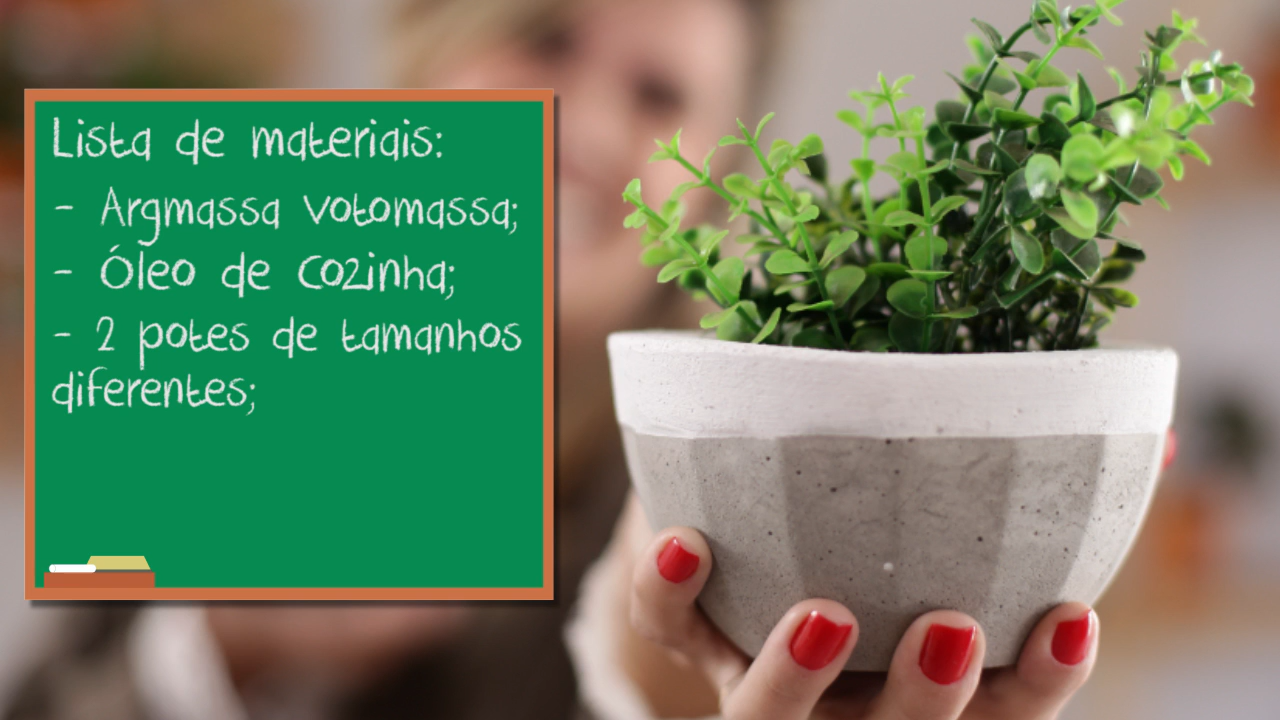 Lista de materiais:
- Argmassa votomassa;
- Óleo de cozinha;
- 2 potes de tamanhos
diferentes;